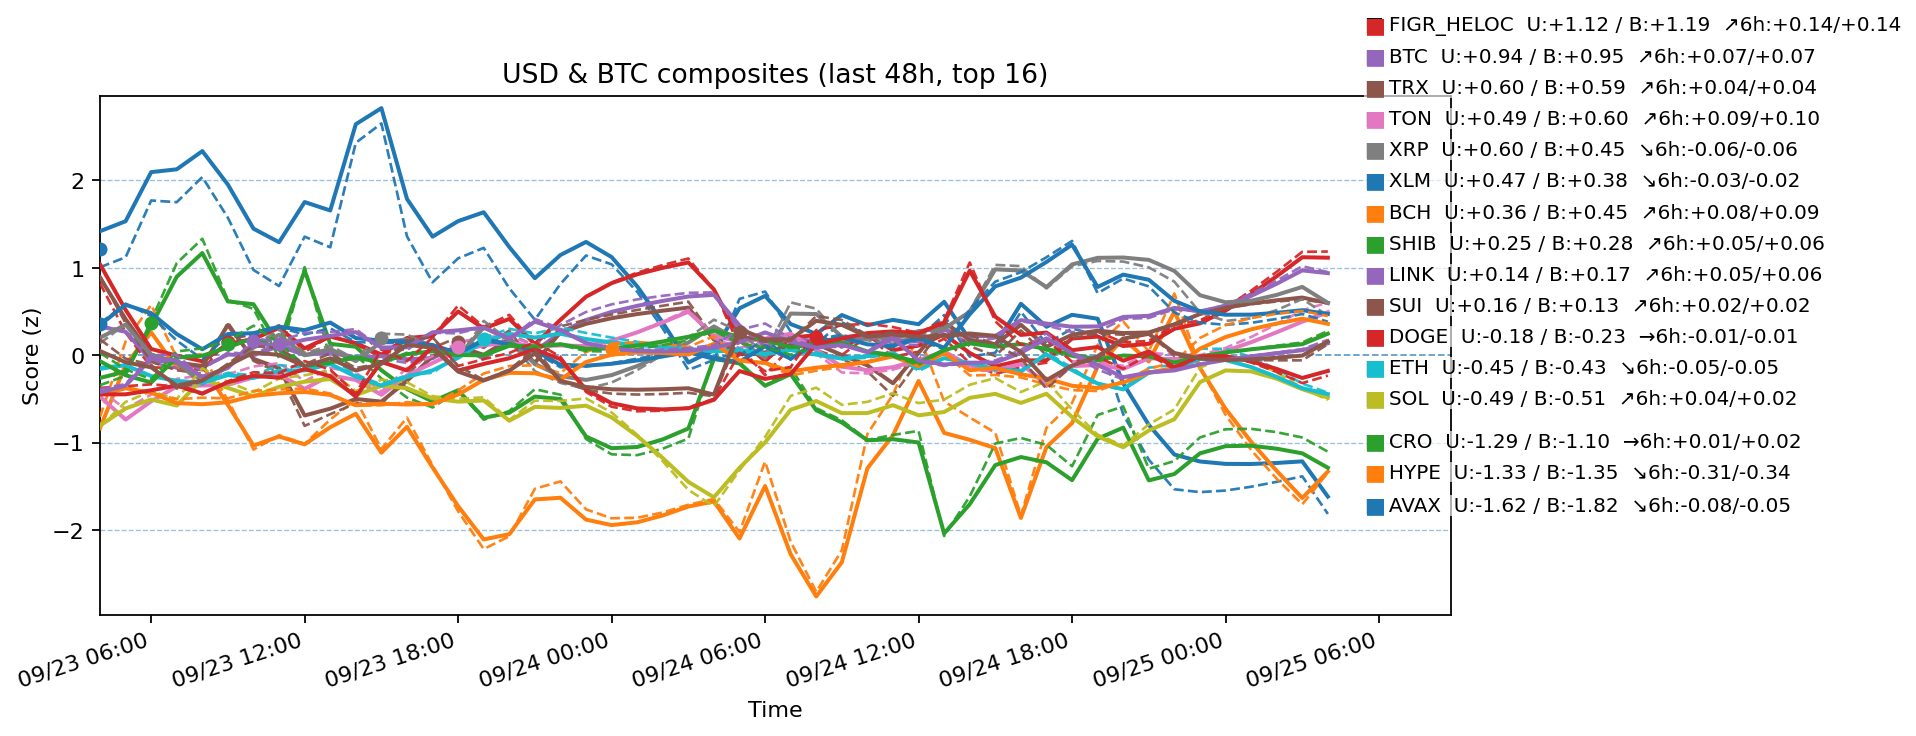 USD & BTC composites (last 48h, top 16)
FIGR_HELOC U:+1.12 / B:+1.19 ↗6h:+0.14/+0.14
BTC U:+0.94 / B:+0.95 ↗6h:+0.07/+0.07
TRX U:+0.60 / B:+0.59 ↗6h:+0.04/+0.04
TON U:+0.49 / B:+0.60 ↗6h:+0.09/+0.10
XRP U:+0.60 / B:+0.45 ↘6h:-0.06/-0.06
XLM U:+0.47 / B:+0.38 ↘6h:-0.03/-0.02
BCH U:+0.36 / B:+0.45 ↗6h:+0.08/+0.09
SHIB U:+0.25 / B:+0.28 ↗6h:+0.05/+0.06
LINK U:+0.14 / B:+0.17 ↗6h:+0.05/+0.06
SUI U:+0.16 / B:+0.13 ↗6h:+0.02/+0.02
DOGE U:-0.18 / B:-0.23 →6h:-0.01/-0.01
ETH U:-0.45 / B:-0.43 ↘6h:-0.05/-0.05
SOL U:-0.49 / B:-0.51 ↗6h:+0.04/+0.02
CRO U:-1.29 / B:-1.10 →6h:+0.01/+0.02
HYPE U:-1.33 / B:-1.35 ↘6h:-0.31/-0.34
AVAX U:-1.62 / B:-1.82 ↘6h:-0.08/-0.05
Score (z)
2
1
0
−1
−2
09/23 06:00
09/23 12:00
09/23 18:00
09/24 00:00
09/24 06:00
09/24 12:00
09/24 18:00
09/25 00:00
09/25 06:00
Time